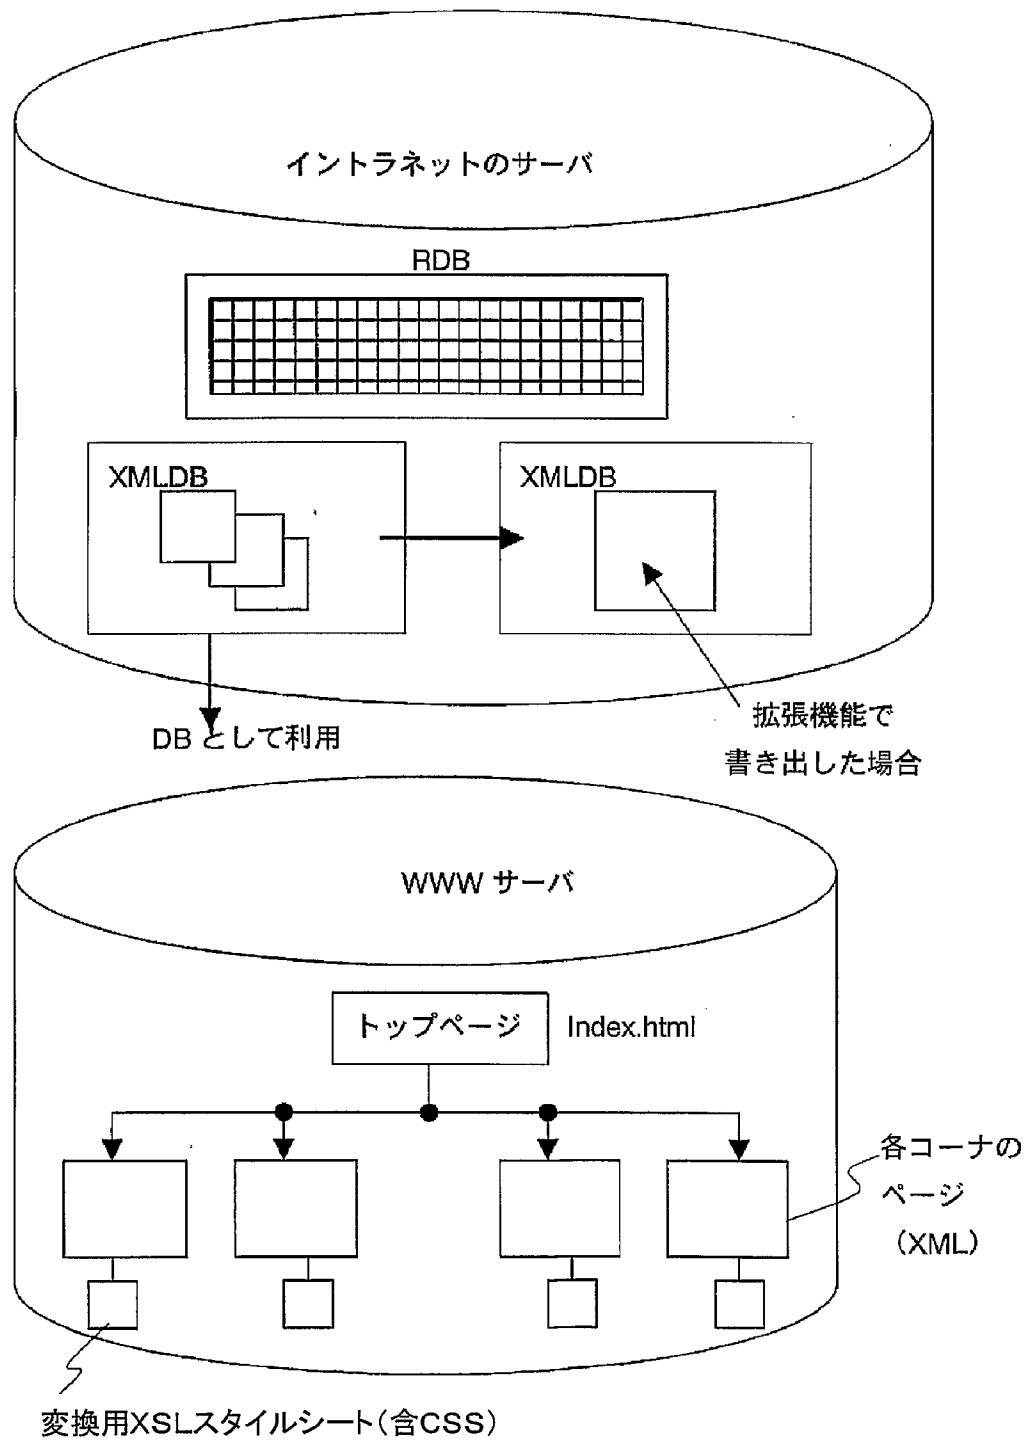 イントラネットのサーバ
RDB
XMLDB
XMLDB
DB として利用
拡張機能で
書き出した場合
WWW サーバ
トップページ
Index.html
各コーナの
ページ
(XML)
変換用XSLスタイルシート(含CSS)